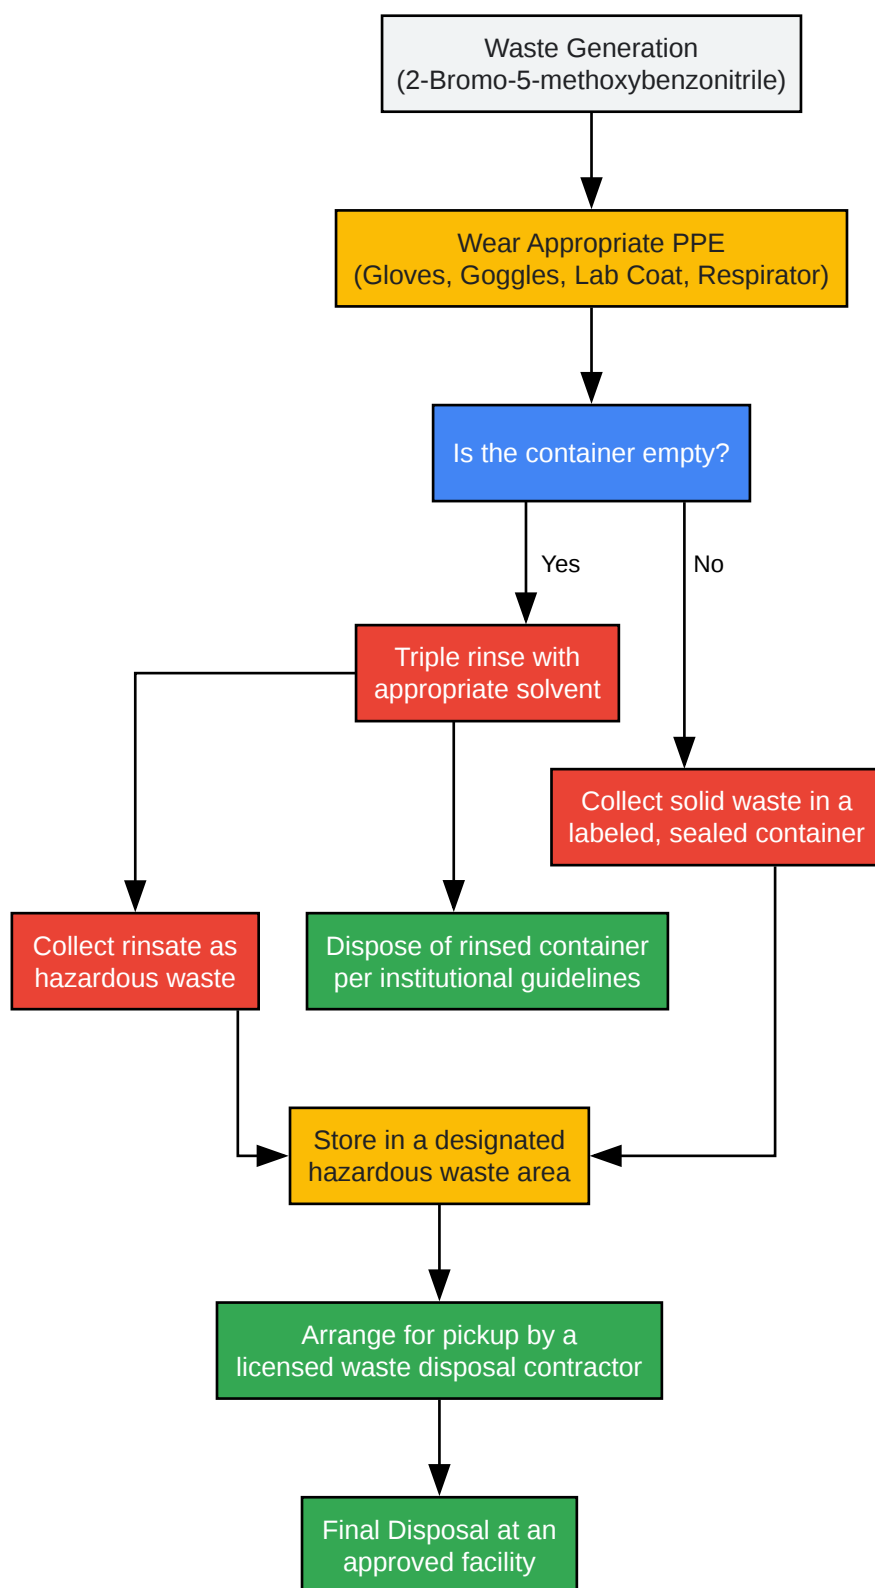 Waste Generation
(2-Bromo-5-methoxybenzonitrile)
Wear Appropriate PPE
(Gloves, Goggles, Lab Coat, Respirator)
Is the container empty?
Yes
No
Triple rinse with
appropriate solvent
Collect solid waste in a
labeled, sealed container
Collect rinsate as
hazardous waste
Dispose of rinsed container
per institutional guidelines
Store in a designated
hazardous waste area
Arrange for pickup by a
licensed waste disposal contractor
Final Disposal at an
approved facility